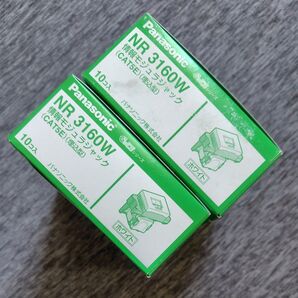 Panasonic
NR 3160W
情報モジュラジャック
(CAT5E)(埋込型)
10コ入
パナソニック株式会社
ホワイト
Panasonic
NR 3160W
情報モジュラジャック
(CAT5E)(埋込型)
10コ入
パナソニック株式会社
ホワイト